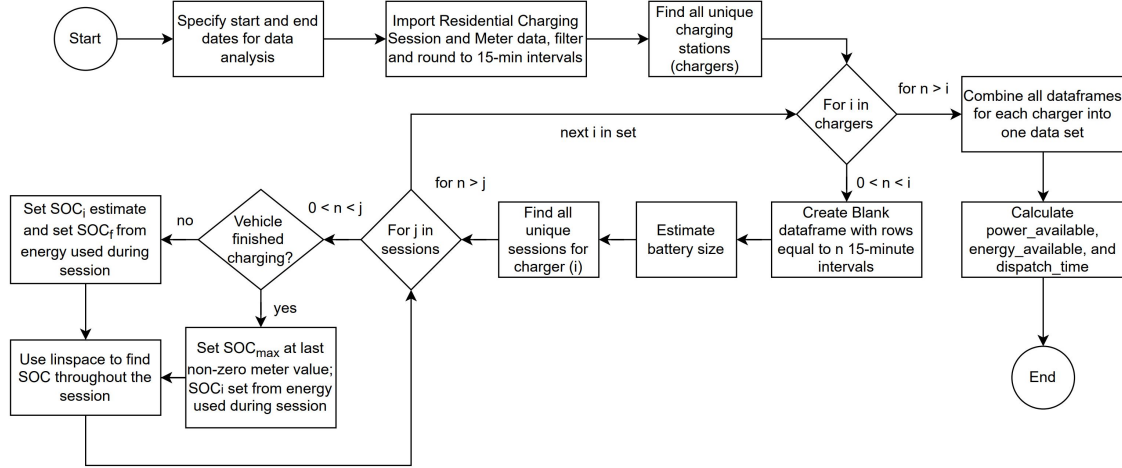 Start
Specify start and end
dates for data
analysis
Import Residential Charging
Session and Meter data, filter
and round to 15-min intervals
Find all unique
charging
stations
(chargers)
For i in
chargers
for n > i
Combine all dataframes
for each charger into
one data set
next i in set
0 < n < i
Create Blank
dataframe with rows
equal to n 15-minute
intervals
Estimate
battery size
Find all
unique
sessions for
charger (i)
for n > j
For j in
sessions
0 < n < j
Vehicle
finished
charging?
no
Set SOCi estimate
and set SOCf from
energy used during
session
yes
Set SOCmax at last
non-zero meter value;
SOCi set from energy
used during session
Use linspace to find
SOC throughout the
session
Calculate
power_available,
energy_available, and
dispatch_time
End